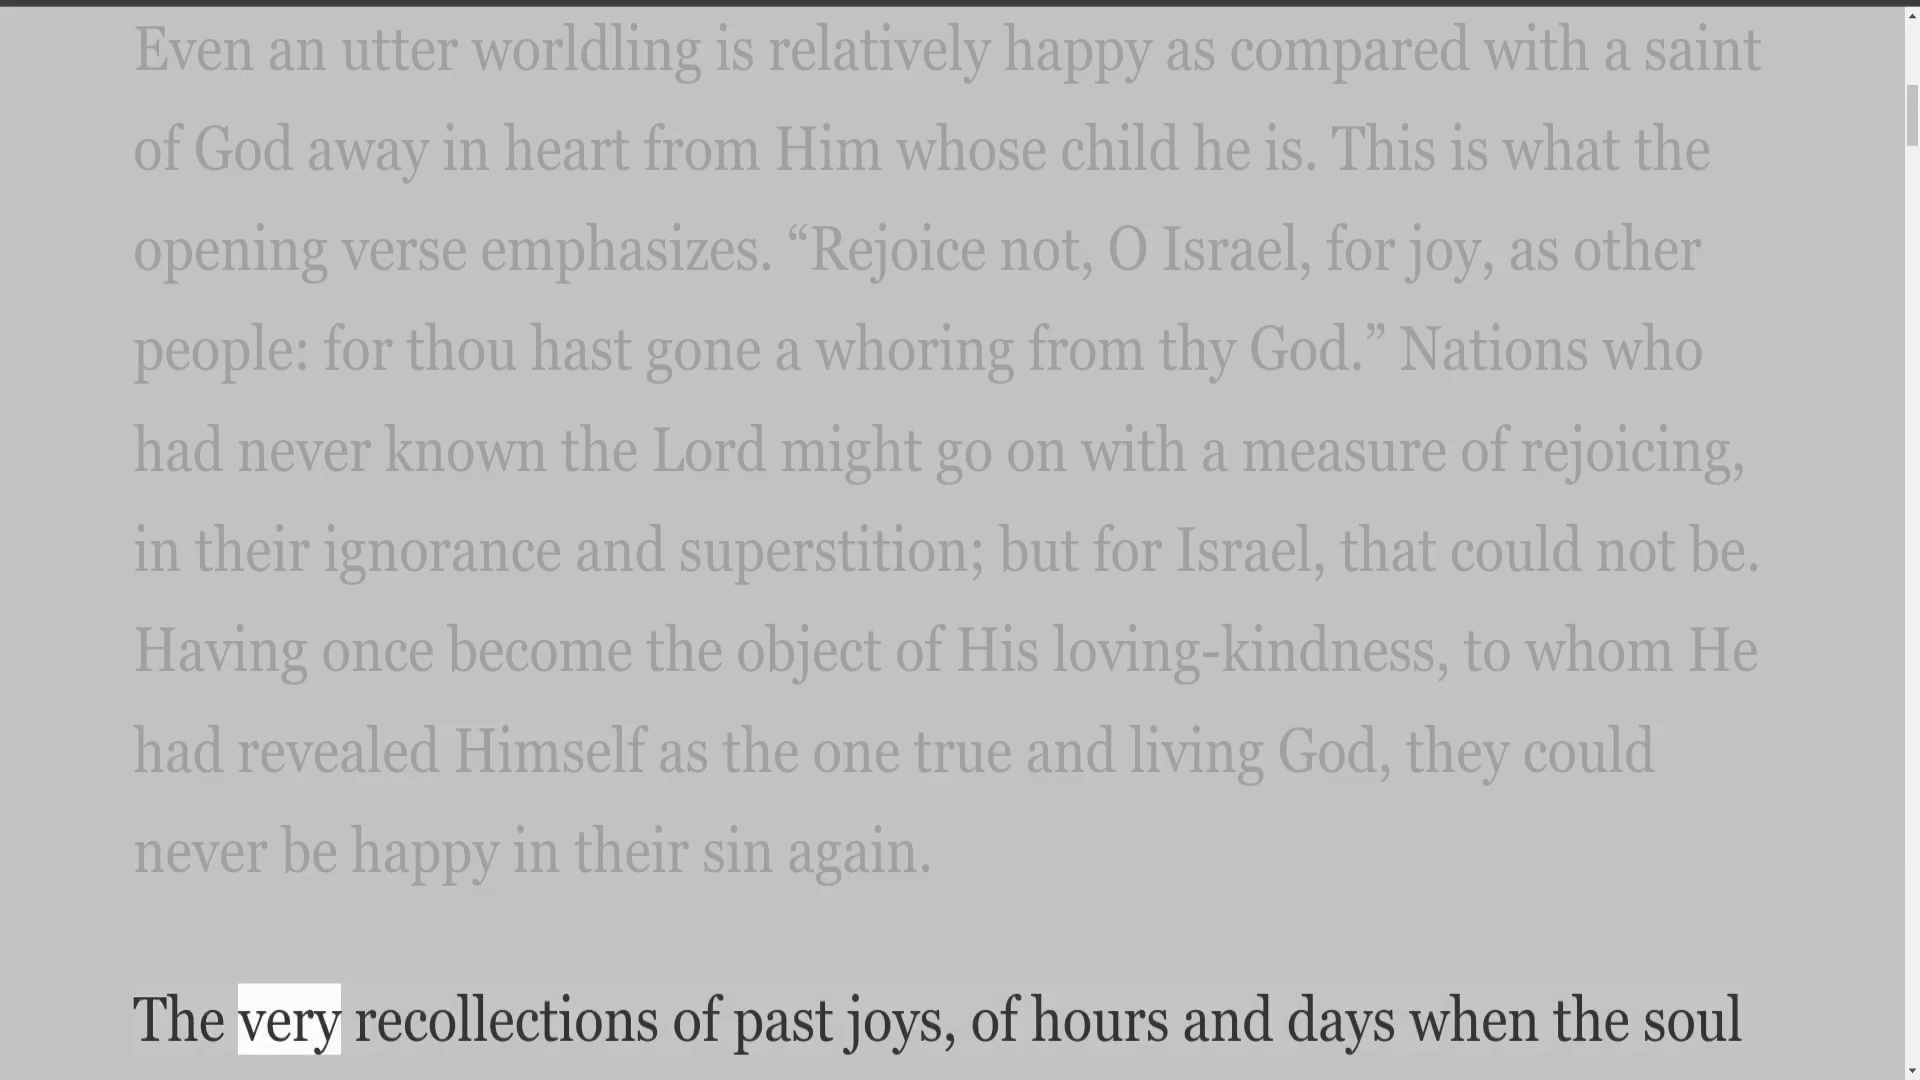 Even an utter worldling is relatively happy as compared with a saint
of God away in heart from Him whose child he is. This is what the
opening verse emphasizes. “Rejoice not, O Israel, for joy, as other
people: for thou hast gone a whoring from thy God.” Nations who
had never known the Lord might go on with a measure of rejoicing,
in their ignorance and superstition; but for Israel, that could not be.
Having once become the object of His loving-kindness, to whom He
had revealed Himself as the one true and living God, they could
never be happy in their sin again.
The very recollections of past joys, of hours and days when the soul